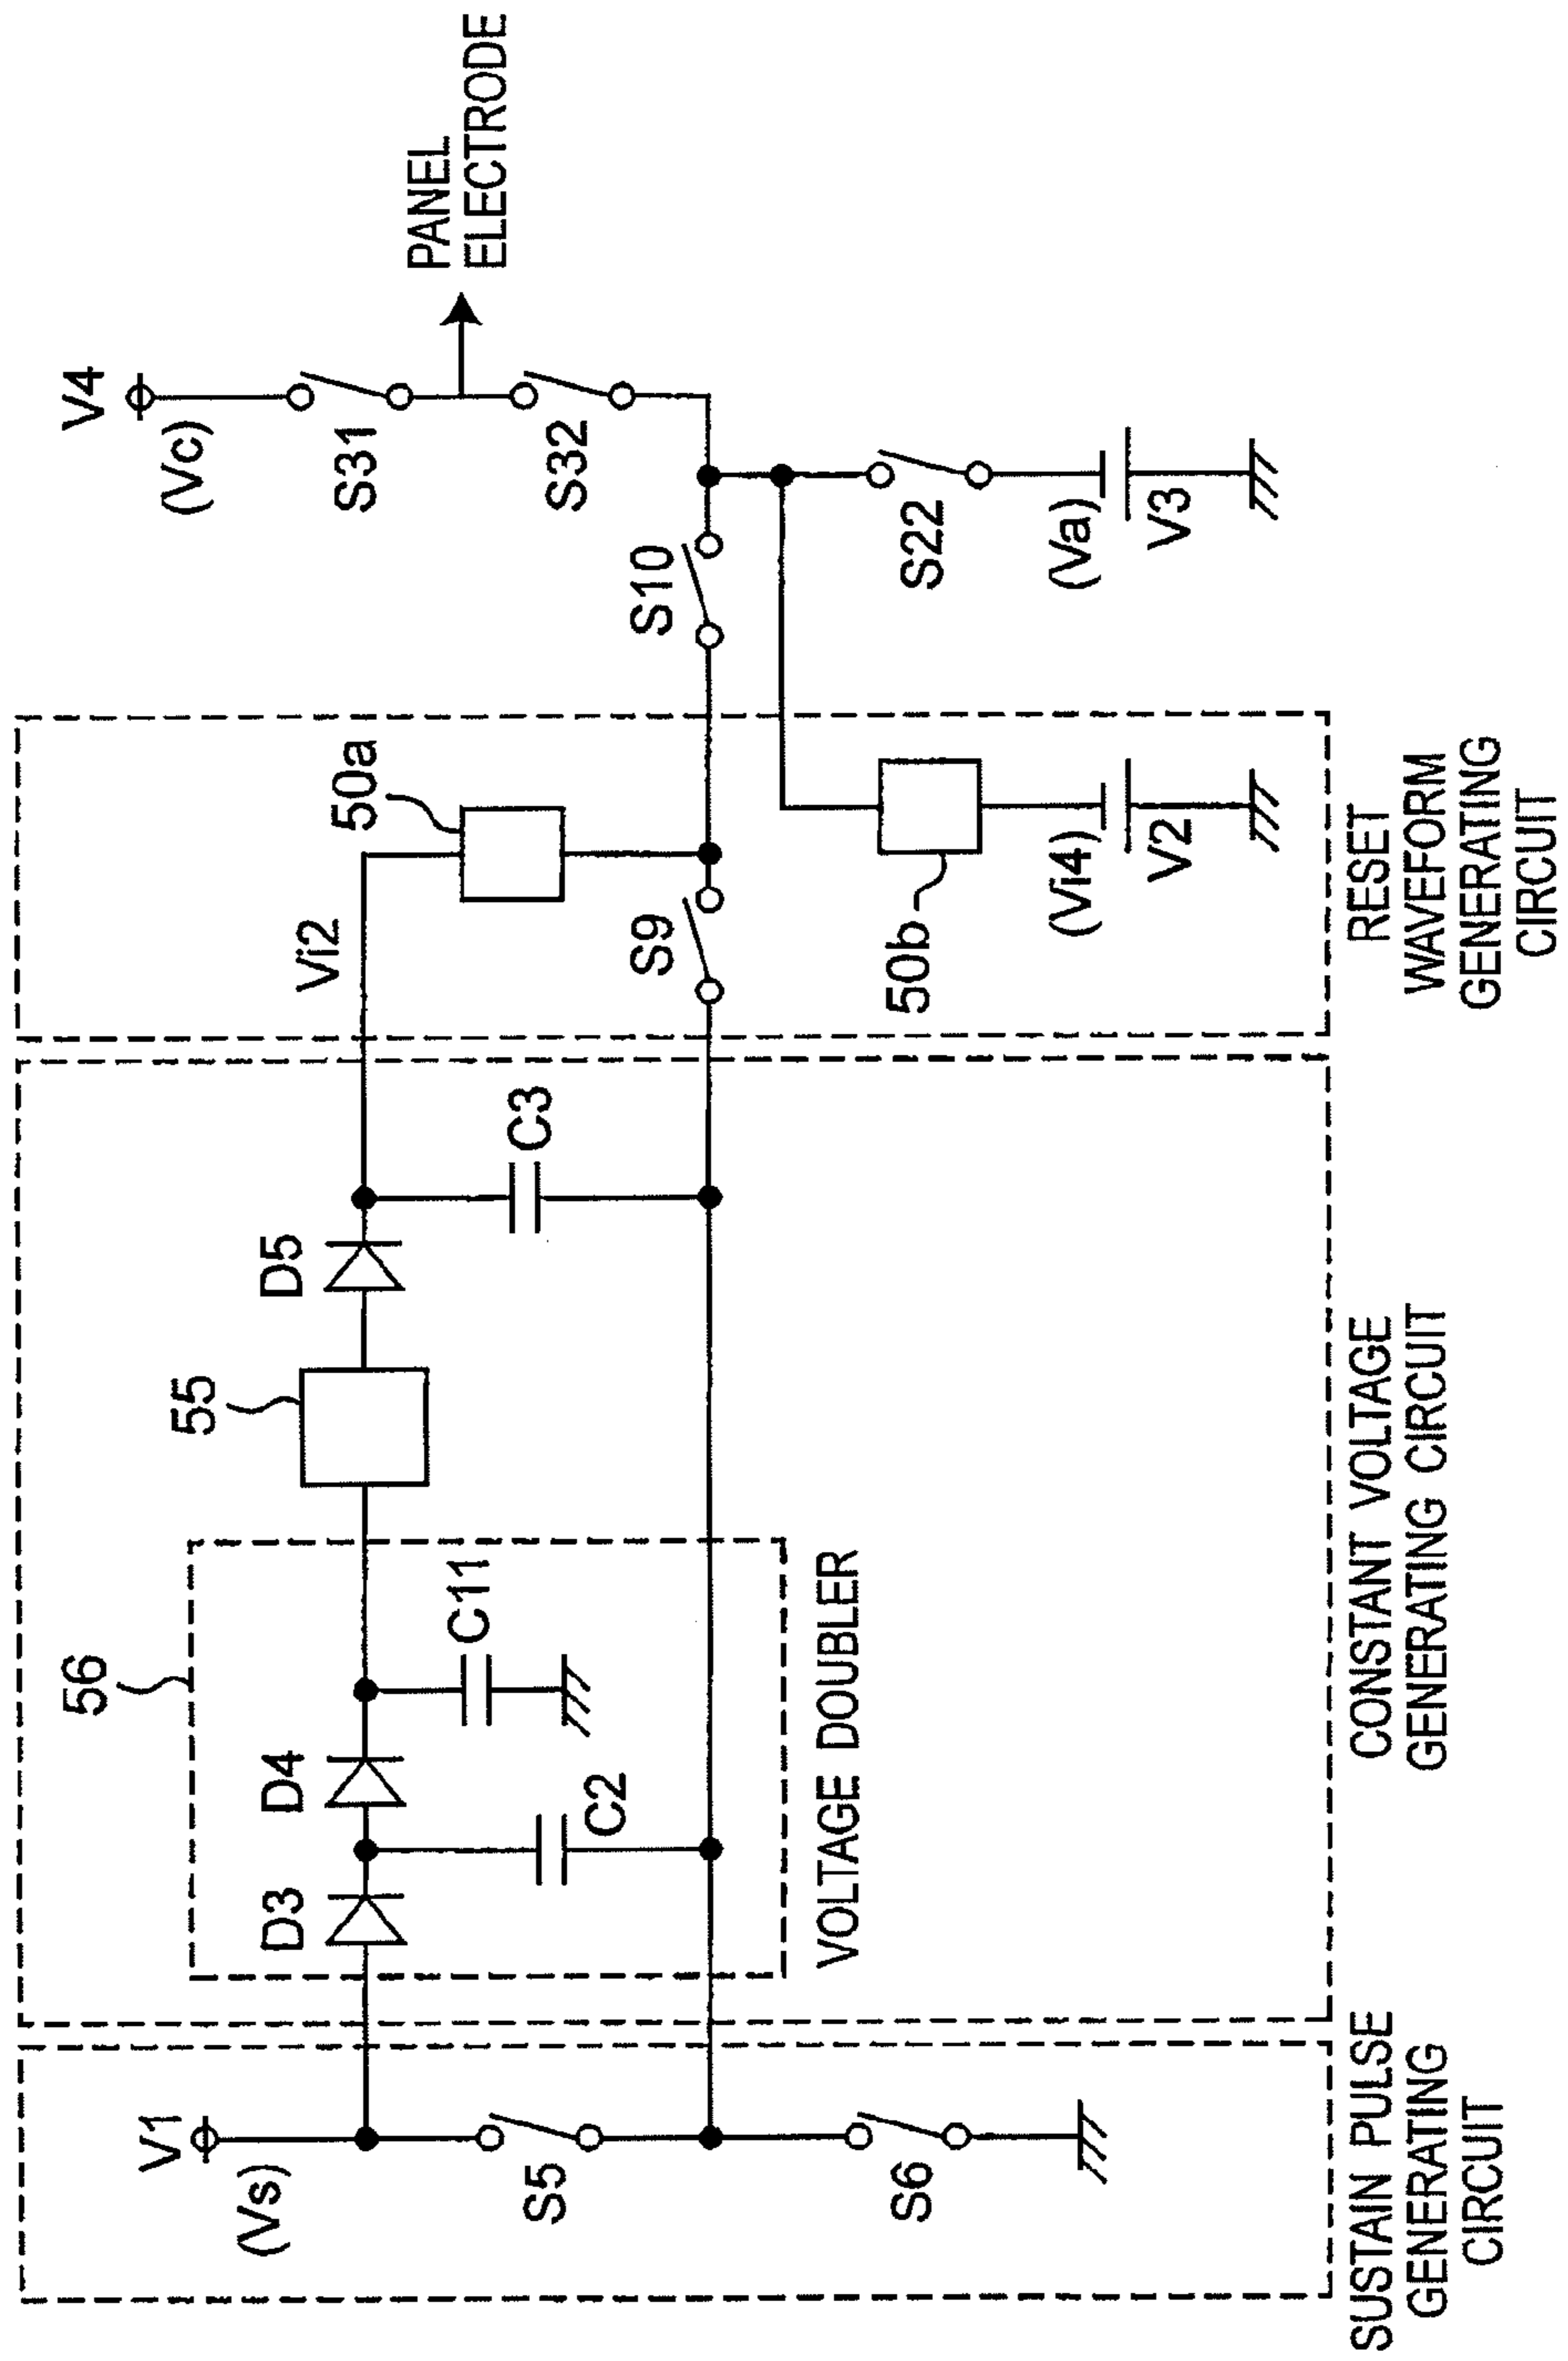 V1
(Vs)
S5
S6
SUSTAIN PULSE
GENERATING
CIRCUIT
56
D3
D4
C2
C11
VOLTAGE DOUBLER
55
D5
C3
CONSTANT VOLTAGE
GENERATING CIRCUIT
Vi2
50a
S9
50b
(Vi4)
V2
RESET
WAVEFORM
GENERATING
CIRCUIT
S10
V4
(Vc)
S31
S32
S22
(Va)
V3
PANEL
ELECTRODE